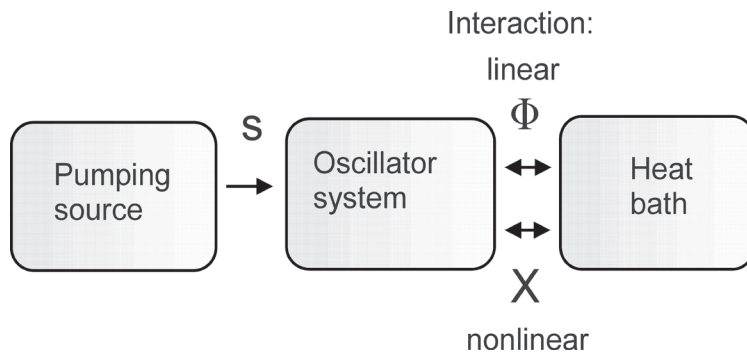 Interaction:
linear
Φ
s
Pumping
source
Oscillator
system
Heat
bath
X
nonlinear